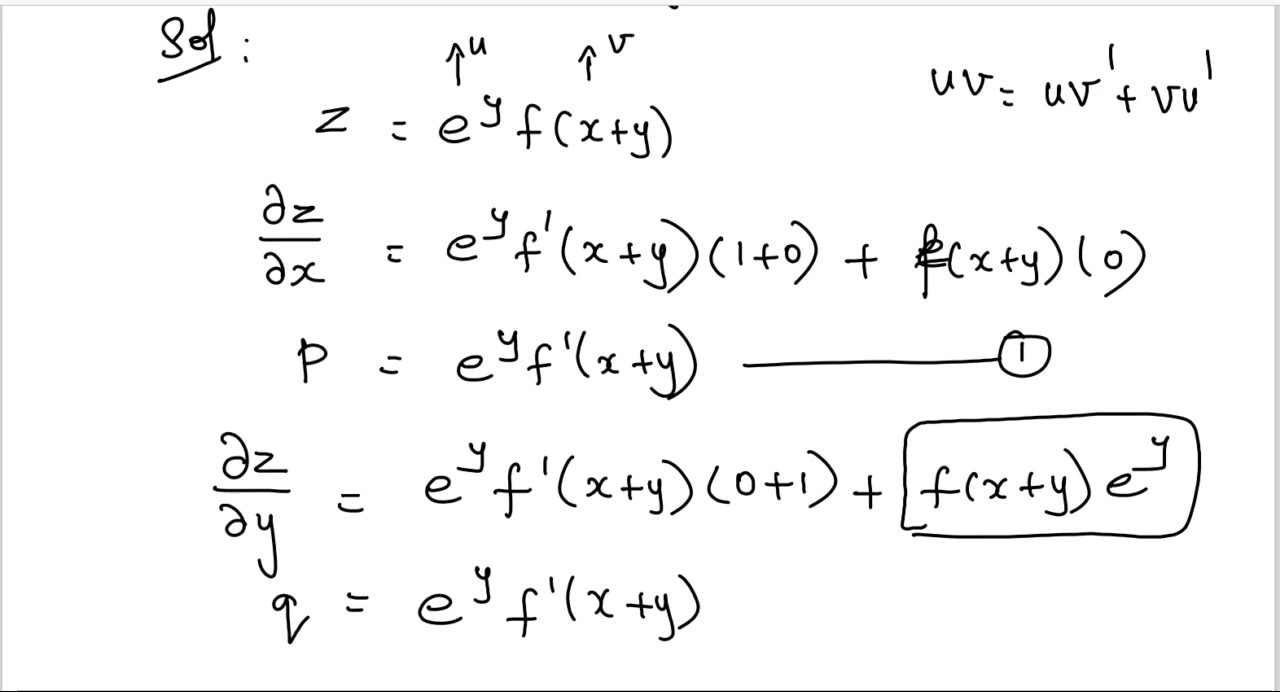 Sol :
↑u ↑v
uv = uv' + vu'
z = e^y f(x+y)
∂z/∂x = e^y f'(x+y)(1+0) + f(x+y)(0)
p = e^y f'(x+y) ——— ①
∂z/∂y = e^y f'(x+y)(0+1) + f(x+y) e^y
q = e^y f'(x+y)